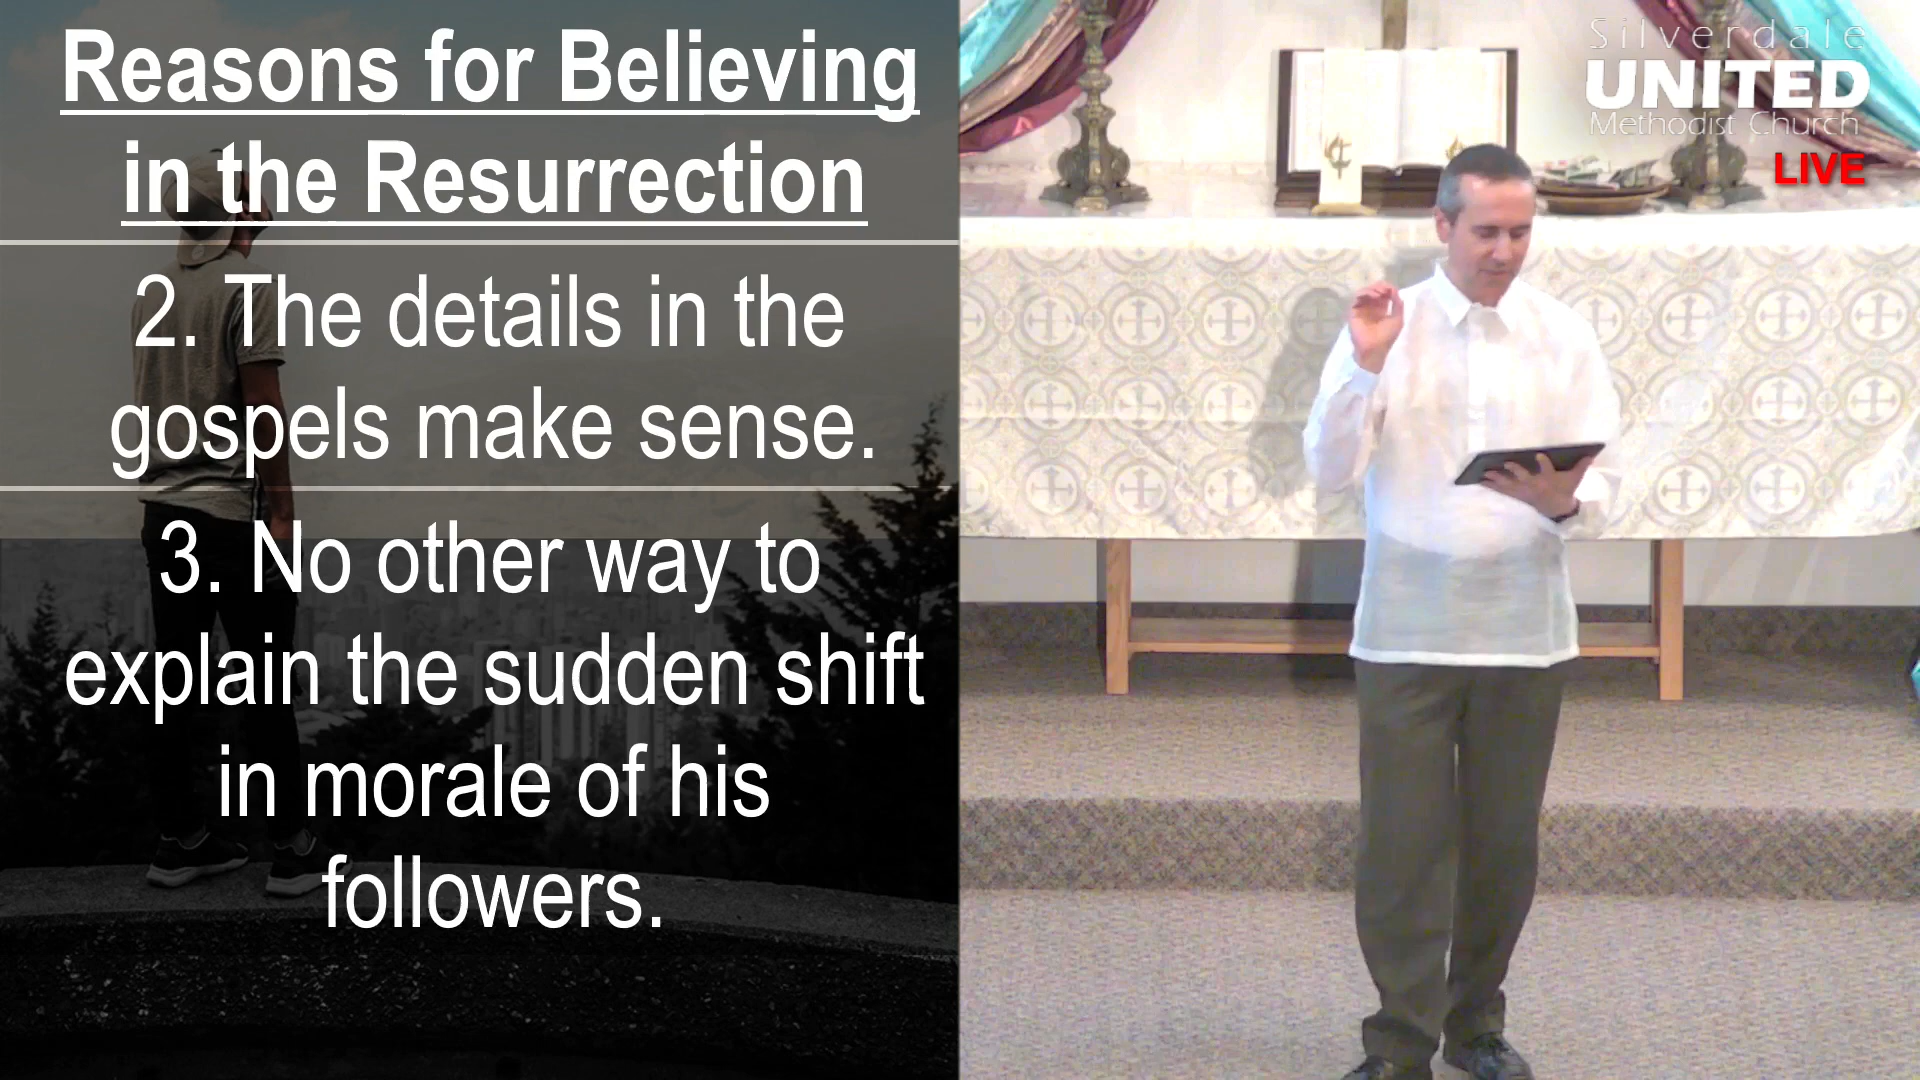 Reasons for Believing
in the Resurrection
2. The details in the
gospels make sense.
3. No other way to
explain the sudden shift
in morale of his
followers.
Silverdale
UNITED
Methodist Church
LIVE